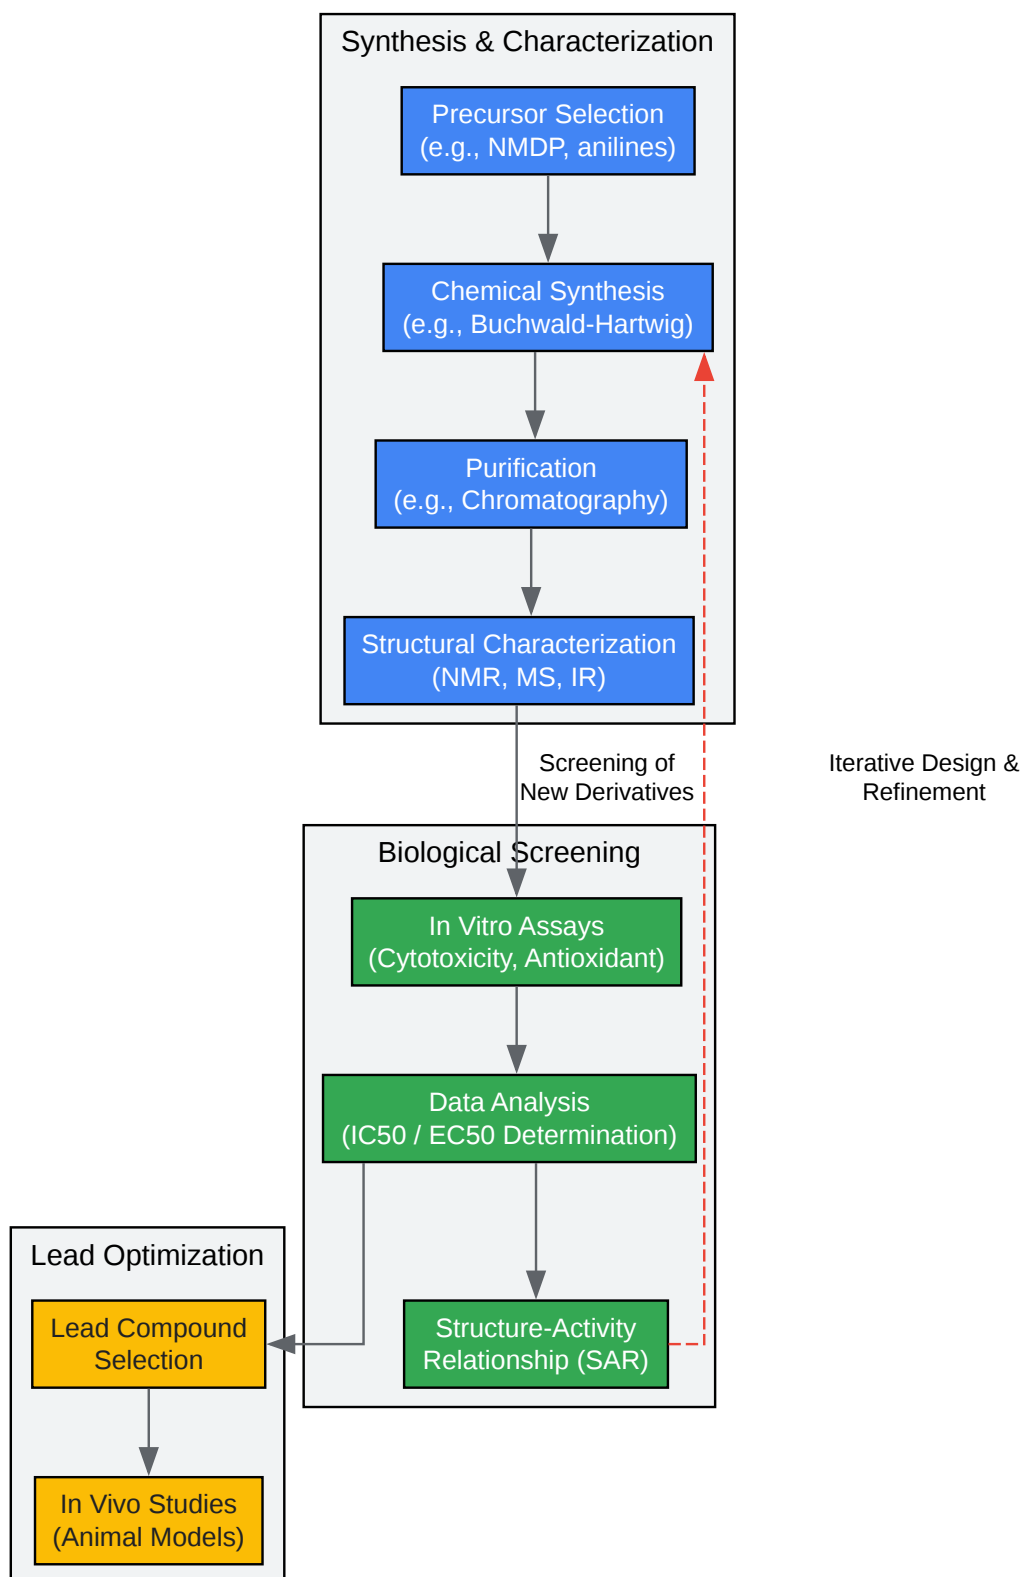 Synthesis & Characterization
Precursor Selection
(e.g., NMDP, anilines)
Chemical Synthesis
(e.g., Buchwald-Hartwig)
Purification
(e.g., Chromatography)
Structural Characterization
(NMR, MS, IR)
Screening of
New Derivatives
Iterative Design &
Refinement
Biological Screening
In Vitro Assays
(Cytotoxicity, Antioxidant)
Data Analysis
(IC50 / EC50 Determination)
Structure-Activity
Relationship (SAR)
Lead Optimization
Lead Compound
Selection
In Vivo Studies
(Animal Models)